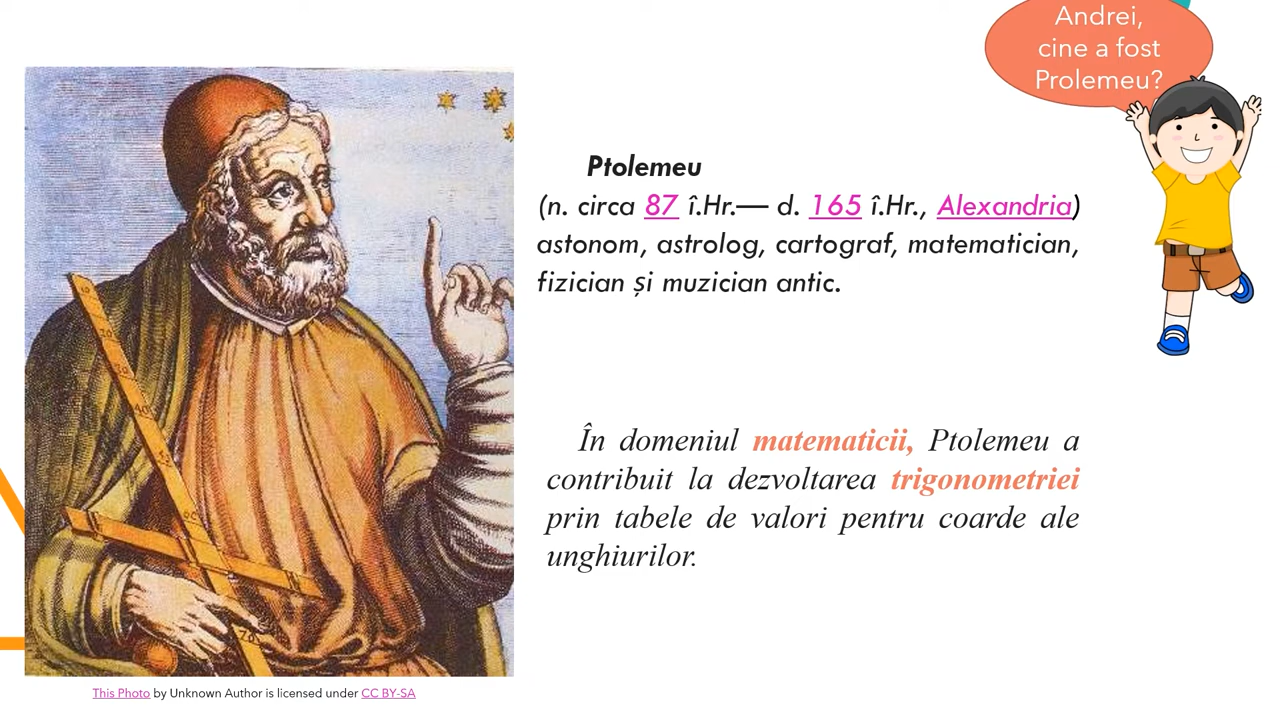 Andrei,
cine a fost
Prolemeu?
Ptolemeu
(n. circa 87 î.Hr.— d. 165 î.Hr., Alexandria)
astonom, astrolog, cartograf, matematician,
fizician și muzician antic.
În domeniul matematicii, Ptolemeu a
contribuit la dezvoltarea trigonometriei
prin tabele de valori pentru coarde ale
unghiurilor.
This Photo by Unknown Author is licensed under CC BY-SA